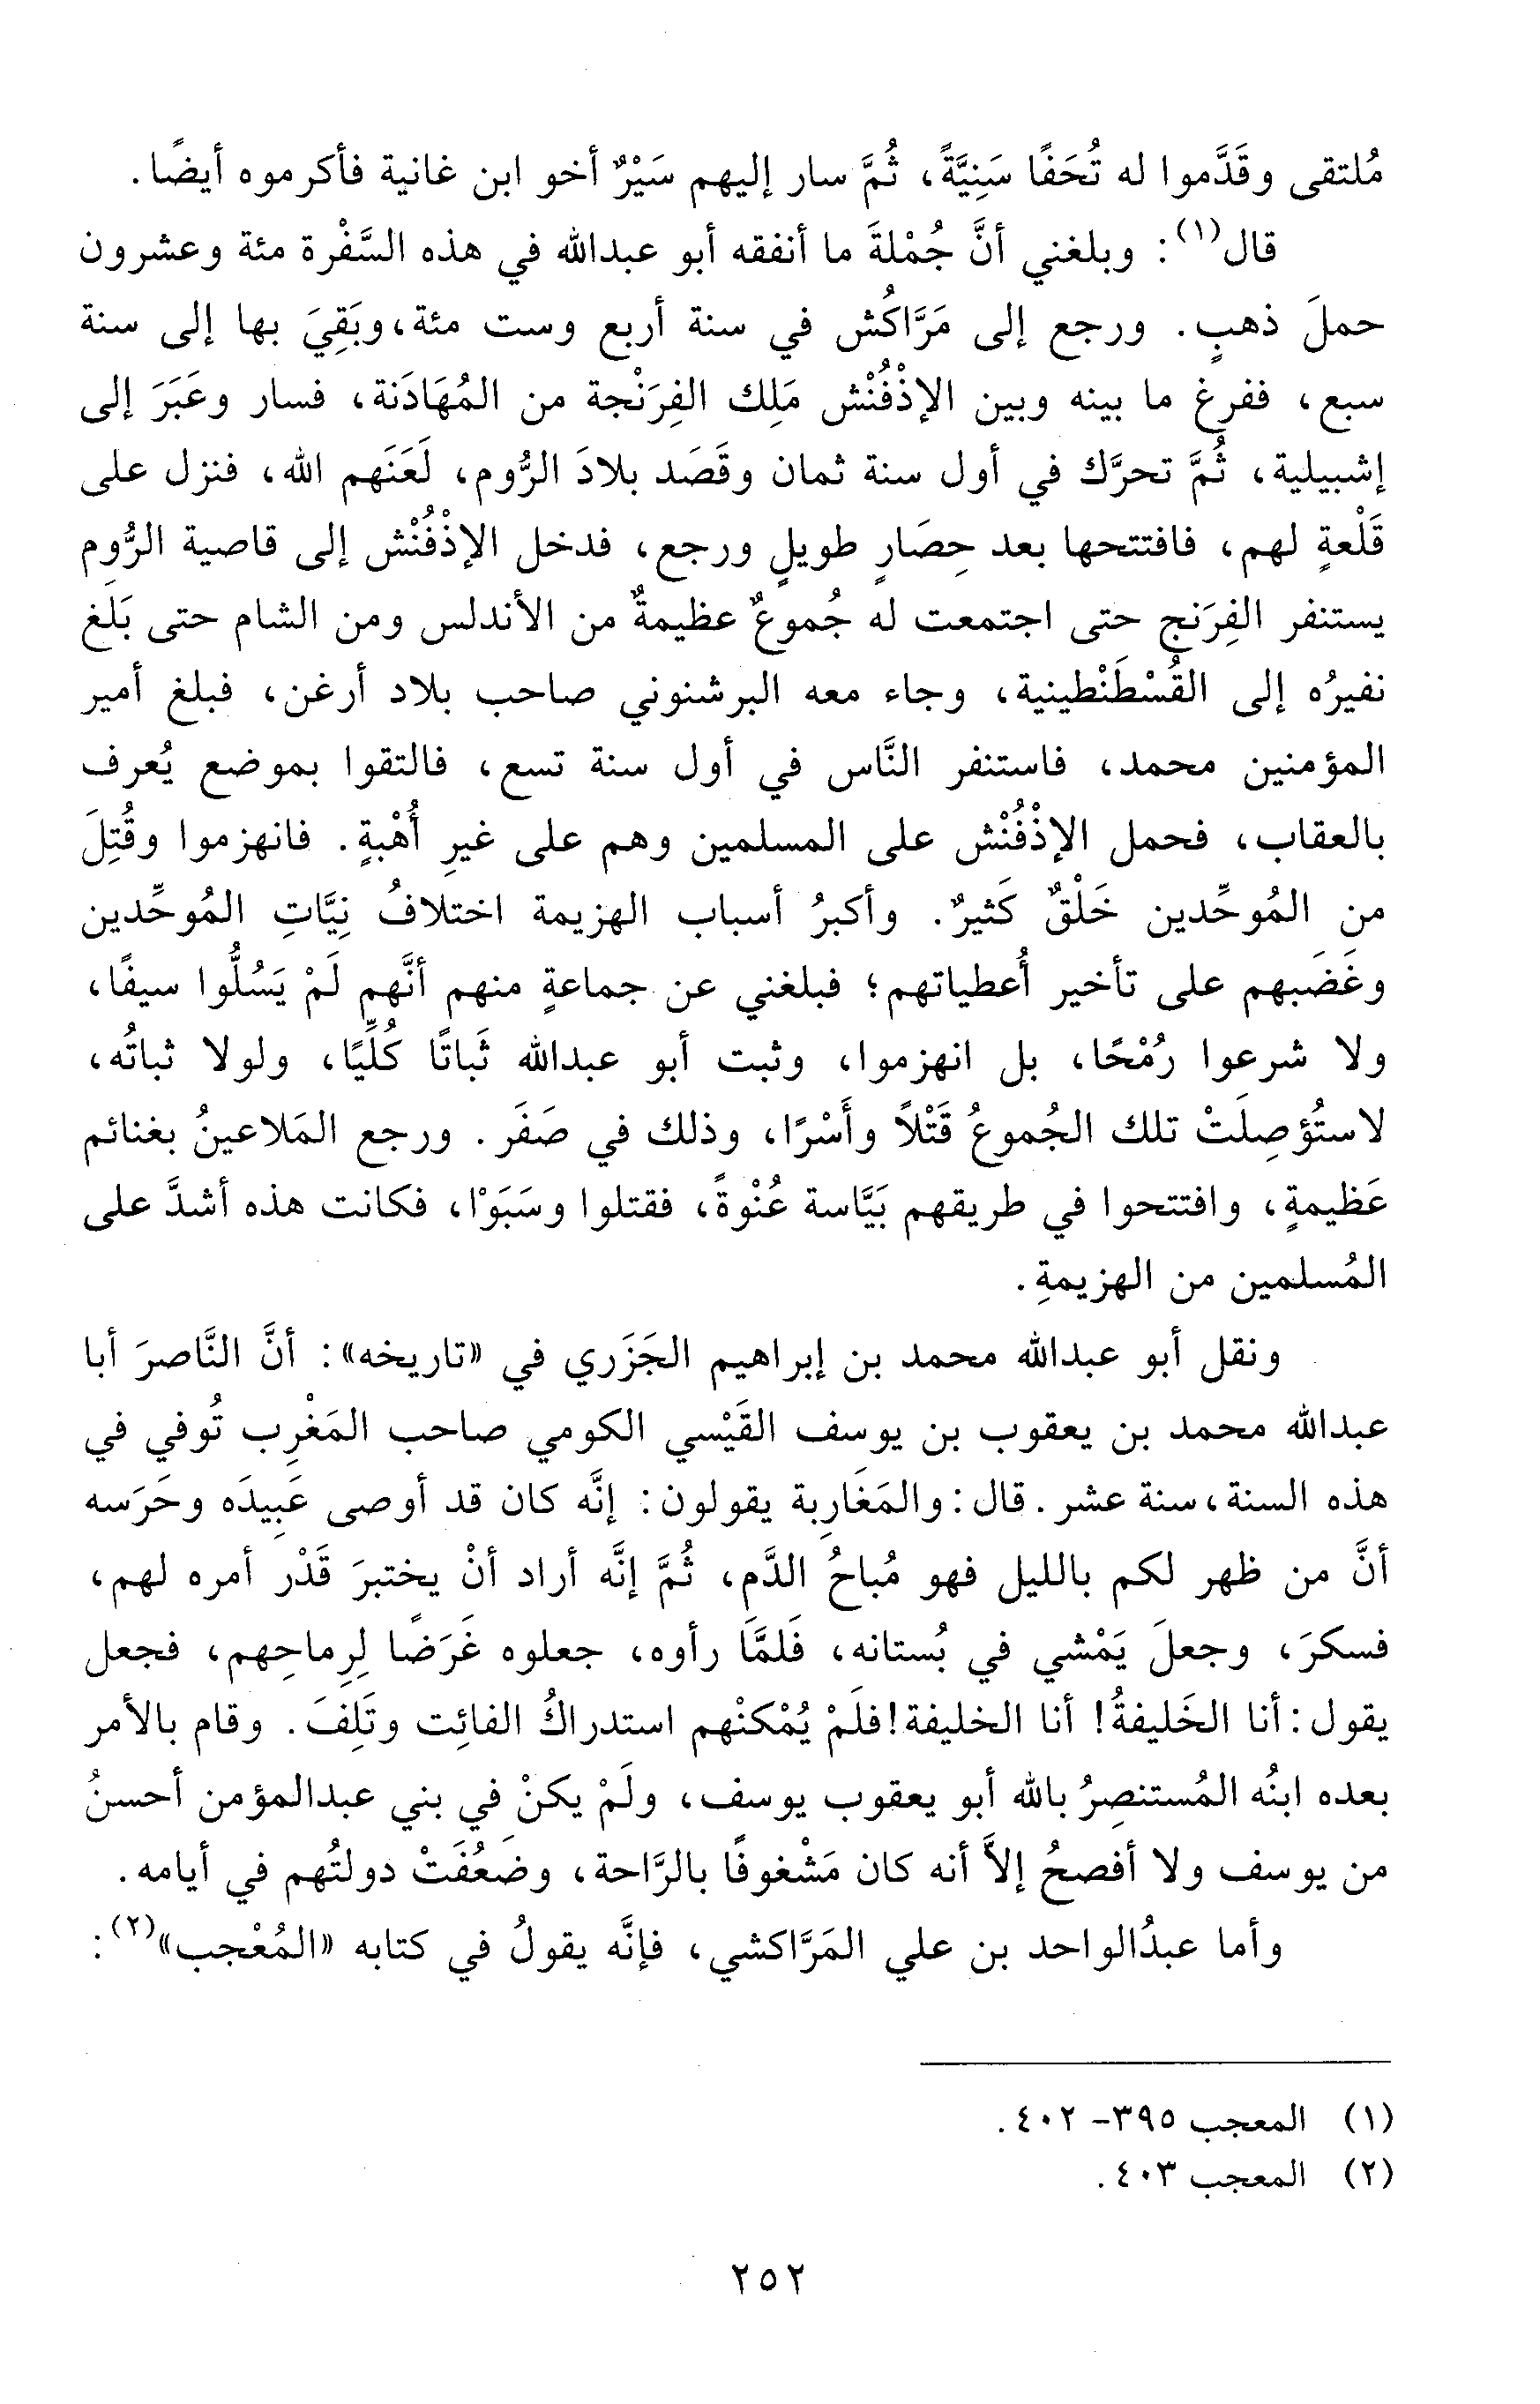 مُلتقى وقَدَّموا له تُحَفًا سَنِيَّةً، ثُمَّ سار إليهم سَيْرٌ أخو ابن غانية فأكرموه أيضًا.
قال(١): وبلغني أنَّ جُمْلةَ ما أنفقه أبو عبدالله في هذه السَّفْرة مئة وعشرون
حملَ ذهبٍ. ورجع إلى مَرَّاكُش في سنة أربع وست مئة، وبَقِيَ بها إلى سنة
سبع، ففرغ ما بينه وبين الإذْفُنْش مَلِك الفِرَنْجة من المُهَادَنة، فسار وعَبَرَ إلى
إشبيلية، ثُمَّ تحرَّك في أول سنة ثمان وقَصَد بلادَ الرُّوم، لَعَنَهم الله، فنزل على
قَلْعةٍ لهم، فافتتحها بعد حِصَارٍ طويلٍ ورجع، فدخل الإذْفُنْش إلى قاصية الرُّوم
يستنفر الفِرَنج حتى اجتمعت له جُموعٌ عظيمةٌ من الأندلس ومن الشام حتى بَلَغ
نفيرُه إلى القُسْطَنْطينية، وجاء معه البرشنوني صاحب بلاد أرغن، فبلغ أمير
المؤمنين محمد، فاستنفر النَّاس في أول سنة تسع، فالتقوا بموضع يُعرف
بالعقاب، فحمل الإذْفُنْش على المسلمين وهم على غيرِ أُهْبةٍ. فانهزموا وقُتِلَ
من المُوحِّدين خَلْقٌ كَثيرٌ. وأكبرُ أسباب الهزيمة اختلافُ نِيَّاتِ المُوحِّدين
وغَضَبهم على تأخير أُعطياتهم؛ فبلغني عن جماعةٍ منهم أنَّهم لَمْ يَسُلُّوا سيفًا،
ولا شرعوا رُمْحًا، بل انهزموا، وثبت أبو عبدالله ثَباتًا كُلِّيًا، ولولا ثباتُه،
لاستُؤصِلَتْ تلك الجُموعُ قَتْلاً وأَسْرًا، وذلك في صَفَر. ورجع المَلاعينُ بغنائم
عَظيمةٍ، وافتتحوا في طريقهم بَيَّاسة عُنْوةً، فقتلوا وسَبَوْا، فكانت هذه أشدَّ على
المُسلمين من الهزيمةِ.
ونقل أبو عبدالله محمد بن إبراهيم الجَزَري في «تاريخه»: أنَّ النَّاصرَ أبا
عبدالله محمد بن يعقوب بن يوسف القَيْسي الكومي صاحب المَغْرِب تُوفي في
هذه السنة، سنة عشر. قال: والمَغَارِبة يقولون: إنَّه كان قد أوصى عَبِيدَه وحَرَسه
أنَّ من ظهر لكم بالليل فهو مُباحُ الدَّم، ثُمَّ إنَّه أراد أنْ يختبرَ قَدْر أمره لهم،
فسكرَ، وجعلَ يَمْشي في بُستانه، فَلمَّا رأوه، جعلوه غَرَضًا لِرِماحِهم، فجعل
يقول: أنا الخَليفةُ! أنا الخليفة! فلَمْ يُمْكنْهم استدراكُ الفائِت وتَلِفَ. وقام بالأمر
بعده ابنُه المُستنصِرُ بالله أبو يعقوب يوسف، ولَمْ يكنْ في بني عبدالمؤمن أحسنُ
من يوسف ولا أفصحُ إلاَّ أنه كان مَشْغوفًا بالرَّاحة، وضَعُفَتْ دولتُهم في أيامه.
وأما عبدُالواحد بن علي المَرَّاكشي، فإنَّه يقولُ في كتابه «المُعْجب»(٢):
(١) المعجب ٣٩٥- ٤٠٢.
(٢) المعجب ٤٠٣.
٢٥٢